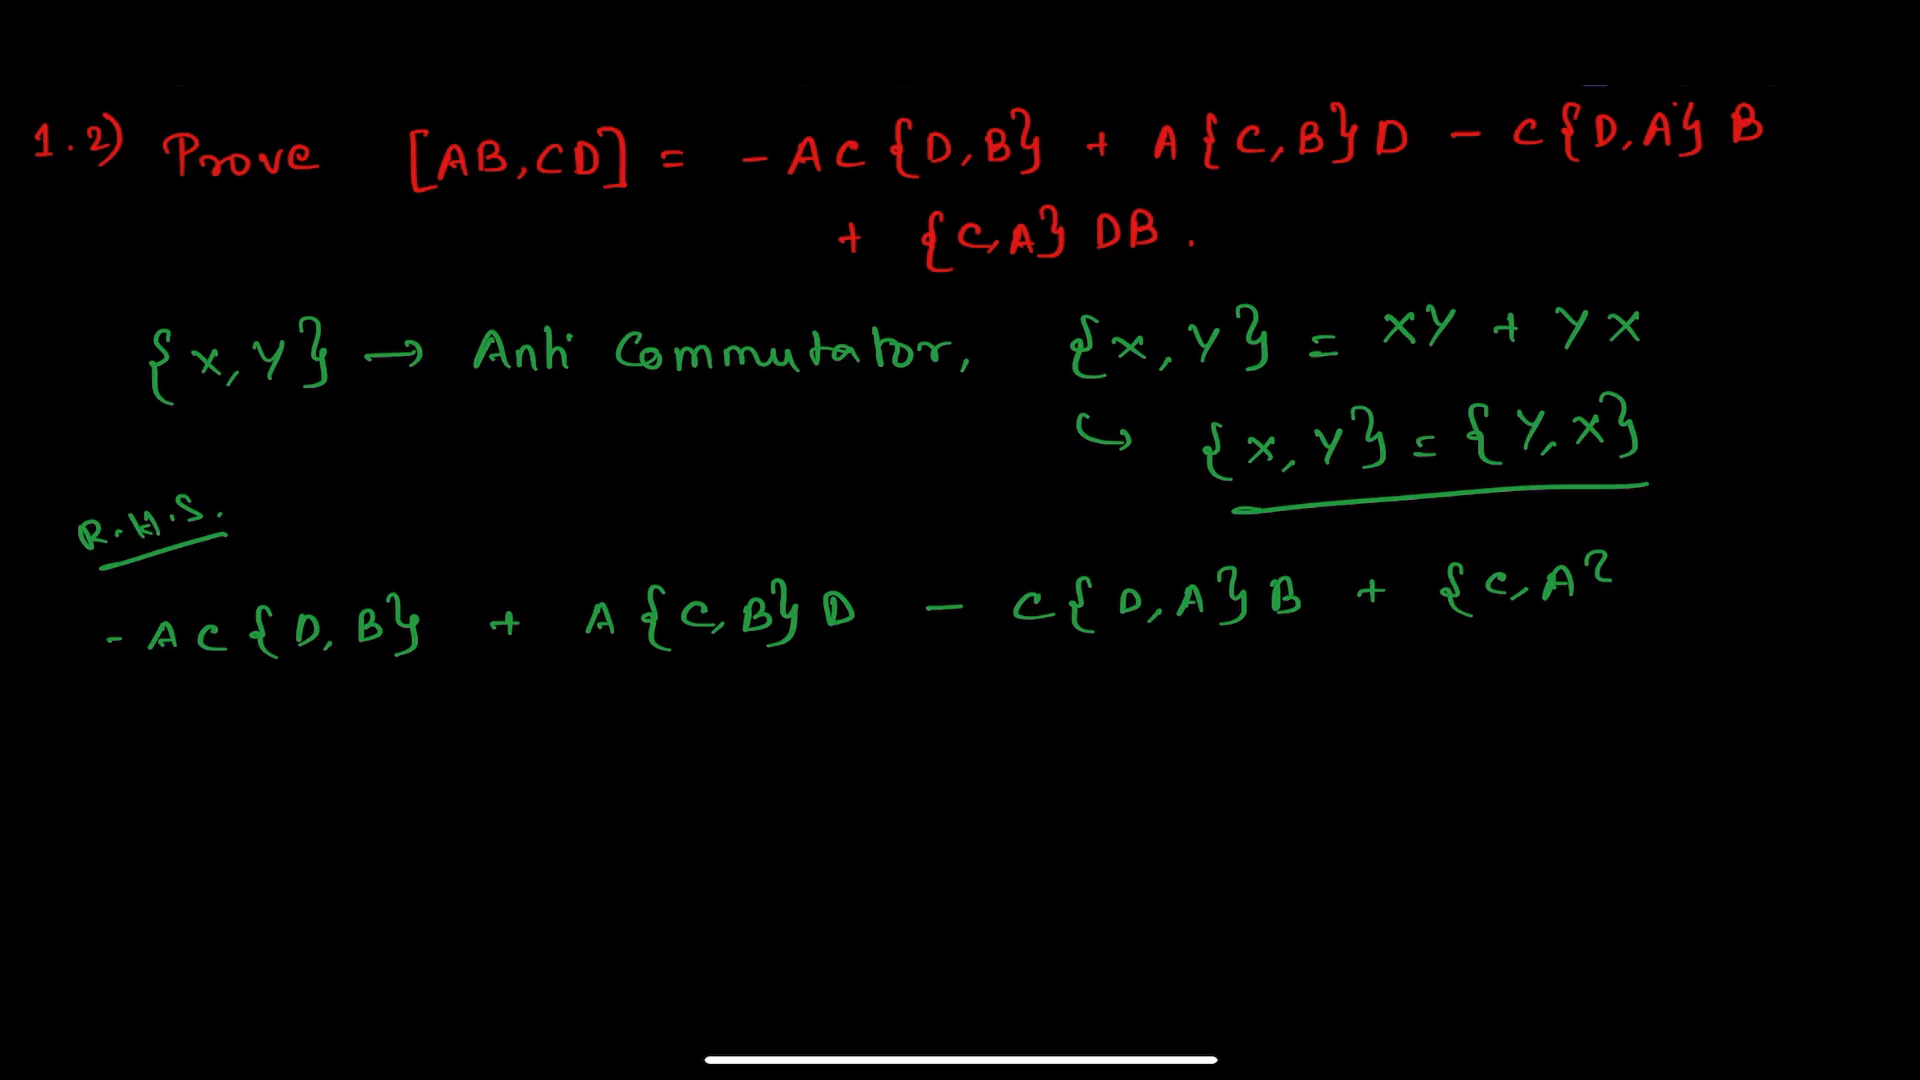 1.2) Prove [AB,CD] = - AC {D,B} + A {C,B} D - C {D,A} B
+ {C,A} DB .
{X,Y} → Anti Commutator, {X,Y} = XY + YX
↪ {X,Y} = {Y,X}
R.H.S.
- AC {D,B} + A {C,B} D - C {D,A} B + {C,A